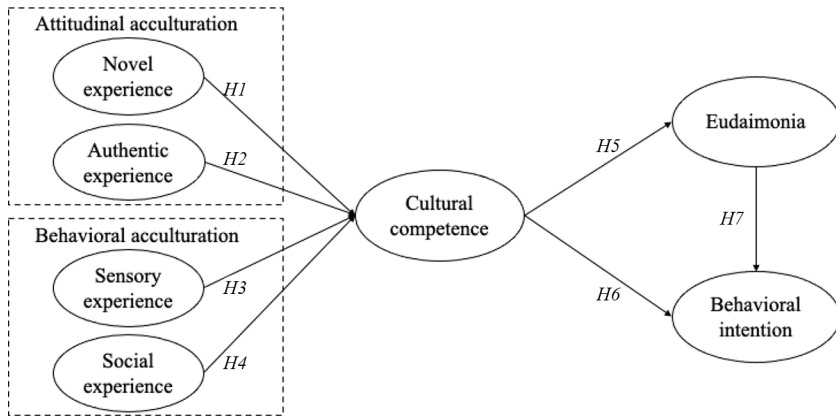 Attitudinal acculturation
Novel
experience
H1
Authentic
experience
H2
Behavioral acculturation
Sensory
experience
H3
Social
experience
H4
Cultural
competence
H5
H6
Eudaimonia
H7
Behavioral
intention